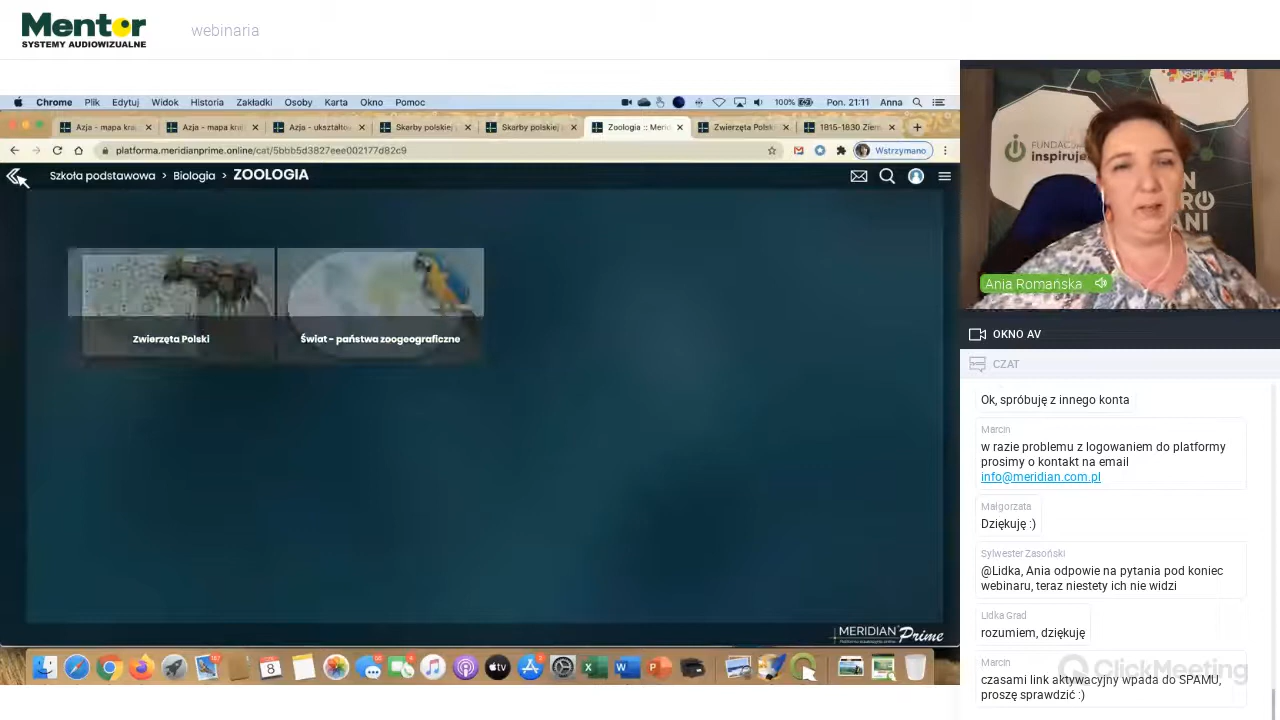 Mentor
SYSTEMY AUDIOWIZUALNE
webinaria
Chrome Plik Edytuj Widok Historia Zakładki Osoby Karta Okno Pomoc
100% Pon. 21:11 Anna
Azja - mapa kra
Azja - mapa kra
Azja - ukształto
Skarby polskiej
Skarby polskiej
Zoologia :: Meri
Zwierzęta Polski
1815-1830 Ziem
platforma.meridianprime.online/cat/5bbb5d3827eee002177d82c9
Wstrzymano
Szkoła podstawowa > Biologia > ZOOLOGIA
Zwierzęta Polski
Świat - państwa zoogeograficzne
MERIDIAN Prime
FUNDACJA
inspiruje
Ania Romańska
OKNO AV
CZAT
Ok, spróbuję z innego konta
Marcin
w razie problemu z logowaniem do platformy
prosimy o kontakt na email
info@meridian.com.pl
Małgorzata
Dziękuję :)
Sylwester Zasoński
@Lidka, Ania odpowie na pytania pod koniec
webinaru, teraz niestety ich nie widzi
Lidka Grad
rozumiem, dziękuję
Marcin
czasami link aktywacyjny wpada do SPAMU,
proszę sprawdzić :)
ClickMeeting